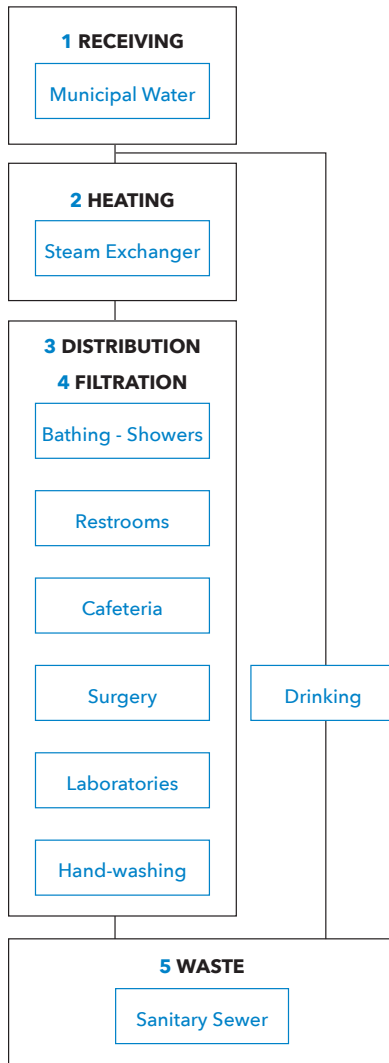 1 RECEIVING
Municipal Water
2 HEATING
Steam Exchanger
3 DISTRIBUTION
4 FILTRATION
Bathing - Showers
Restrooms
Cafeteria
Surgery
Drinking
Laboratories
Hand-washing
5 WASTE
Sanitary Sewer